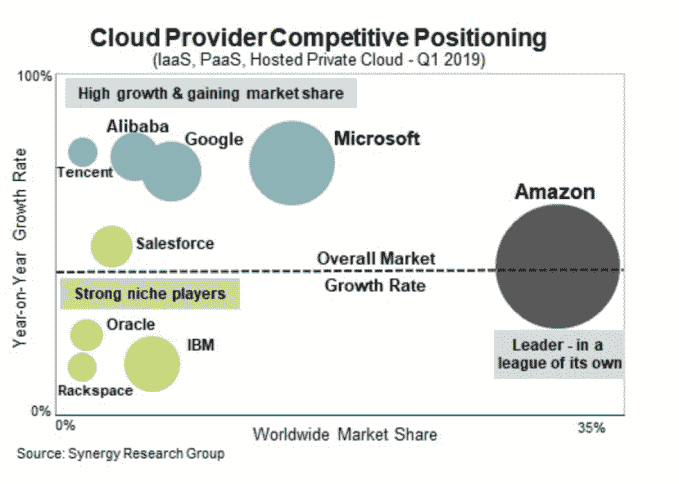 Cloud Provider Competitive Positioning
(IaaS, PaaS, Hosted Private Cloud - Q1 2019)
100%
High growth & gaining market share
Alibaba
Google
Microsoft
Tencent
Amazon
Salesforce
Overall Market
Growth Rate
Strong niche players
Oracle
IBM
Rackspace
Leader - in a
league of its own
Year-on-Year Growth Rate
0%
0%
35%
Worldwide Market Share
Source: Synergy Research Group